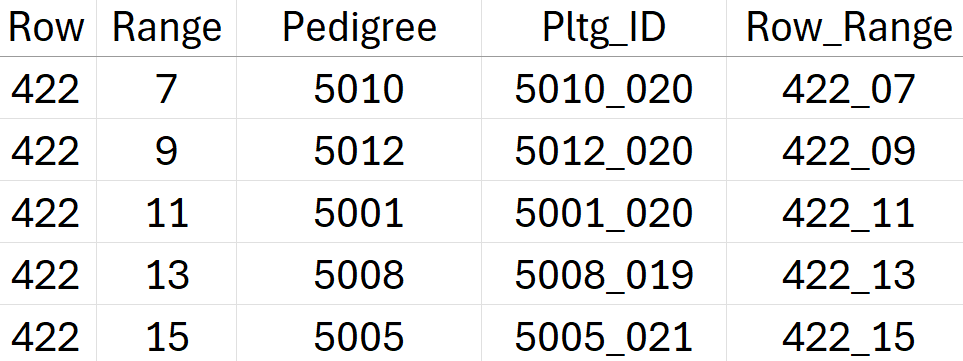 Row Range Pedigree Pltg_ID Row_Range
422 7 5010 5010_020 422_07
422 9 5012 5012_020 422_09
422 11 5001 5001_020 422_11
422 13 5008 5008_019 422_13
422 15 5005 5005_021 422_15